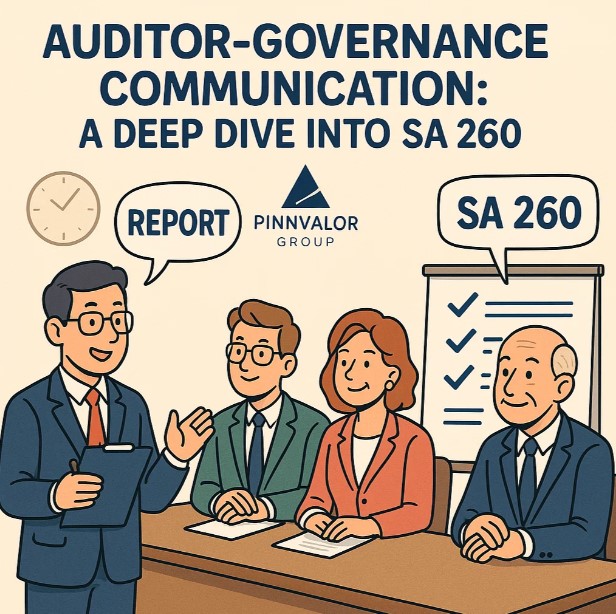 AUDITOR-GOVERNANCE
COMMUNICATION:
A DEEP DIVE INTO SA 260
REPORT
PINNVALOR
GROUP
SA 260